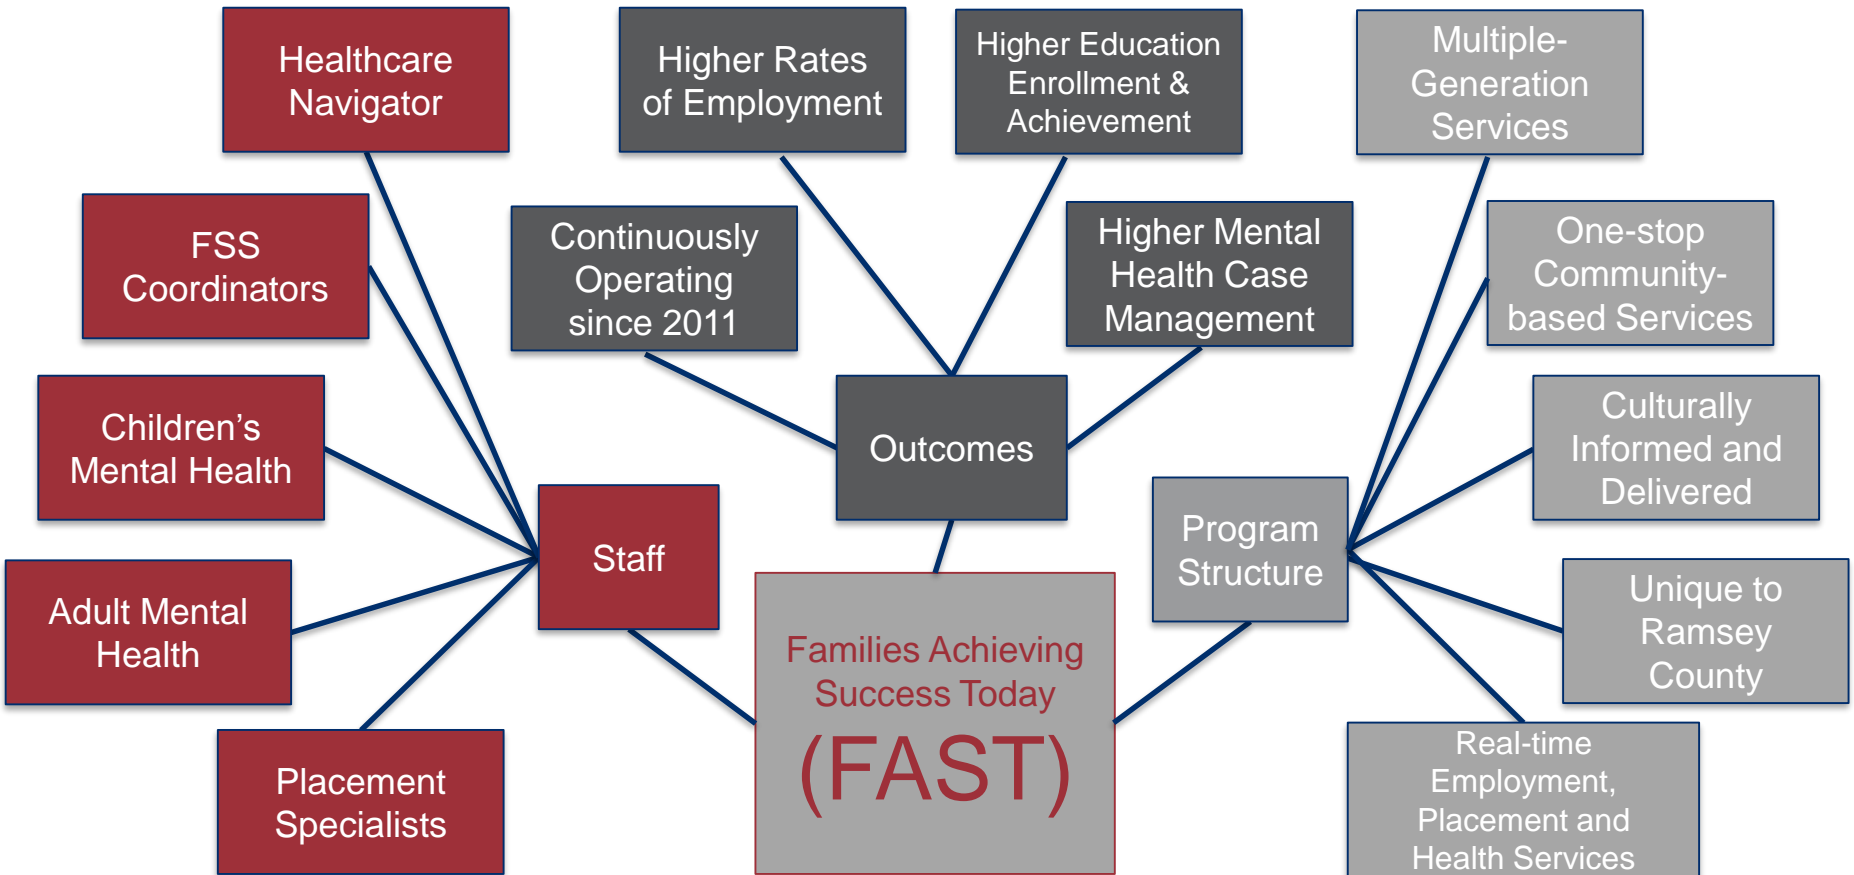 Healthcare
Navigator
Higher Rates
of Employment
Higher Education
Enrollment &
Achievement
Multiple-
Generation
Services
FSS
Coordinators
Continuously
Operating
since 2011
Higher Mental
Health Case
Management
One-stop
Community-
based Services
Children’s
Mental Health
Outcomes
Culturally
Informed and
Delivered
Staff
Program
Structure
Adult Mental
Health
Families Achieving
Success Today
(FAST)
Unique to
Ramsey
County
Placement
Specialists
Real-time
Employment,
Placement and
Health Services